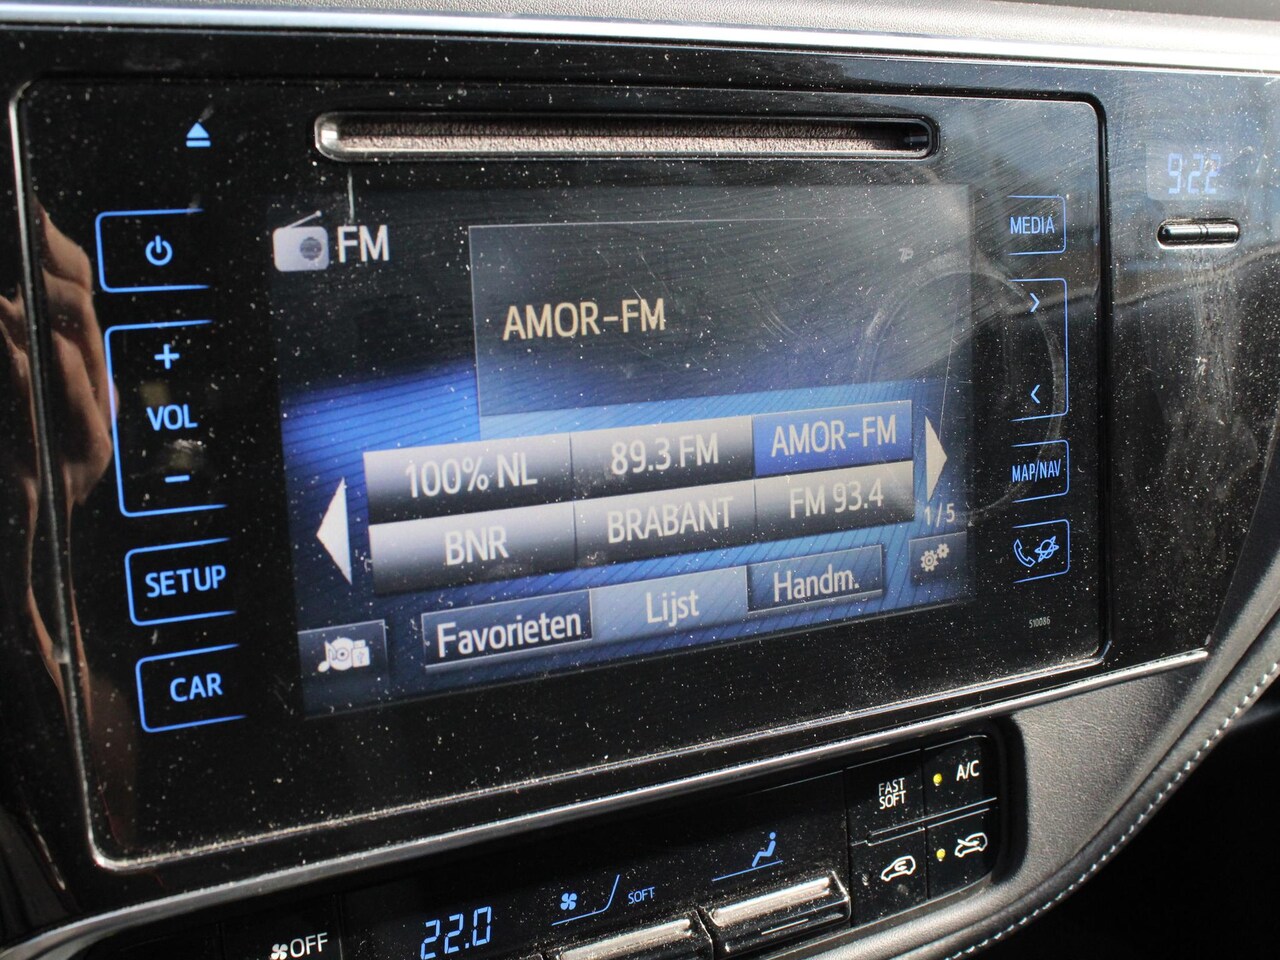 9:22
FM
MEDIA
AMOR-FM
VOL
100% NL
89.3 FM
AMOR-FM
BNR
BRABANT
FM 93.4
1/5
MAP/NAV
SETUP
Favorieten
Lijst
Handm.
CAR
510086
FAST
SOFT
A/C
SOFT
22.0
OFF